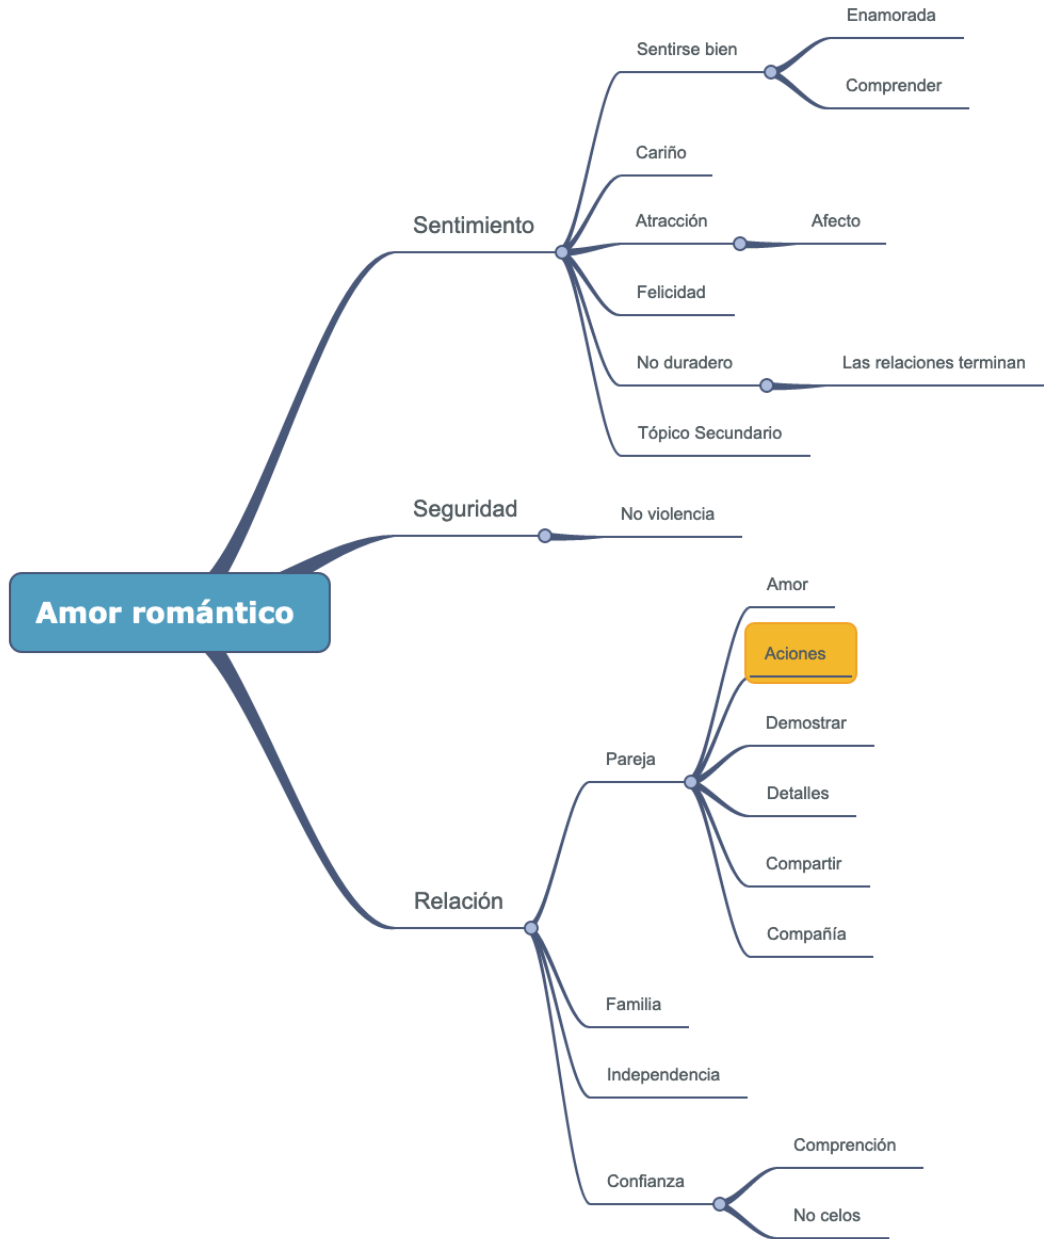 Enamorada
Sentirse bien
Comprender
Cariño
Sentimiento
Atracción
Afecto
Felicidad
No duradero
Las relaciones terminan
Tópico Secundario
Seguridad
No violencia
Amor romántico
Amor
Aciones
Demostrar
Pareja
Detalles
Compartir
Relación
Compañía
Familia
Independencia
Comprención
Confianza
No celos